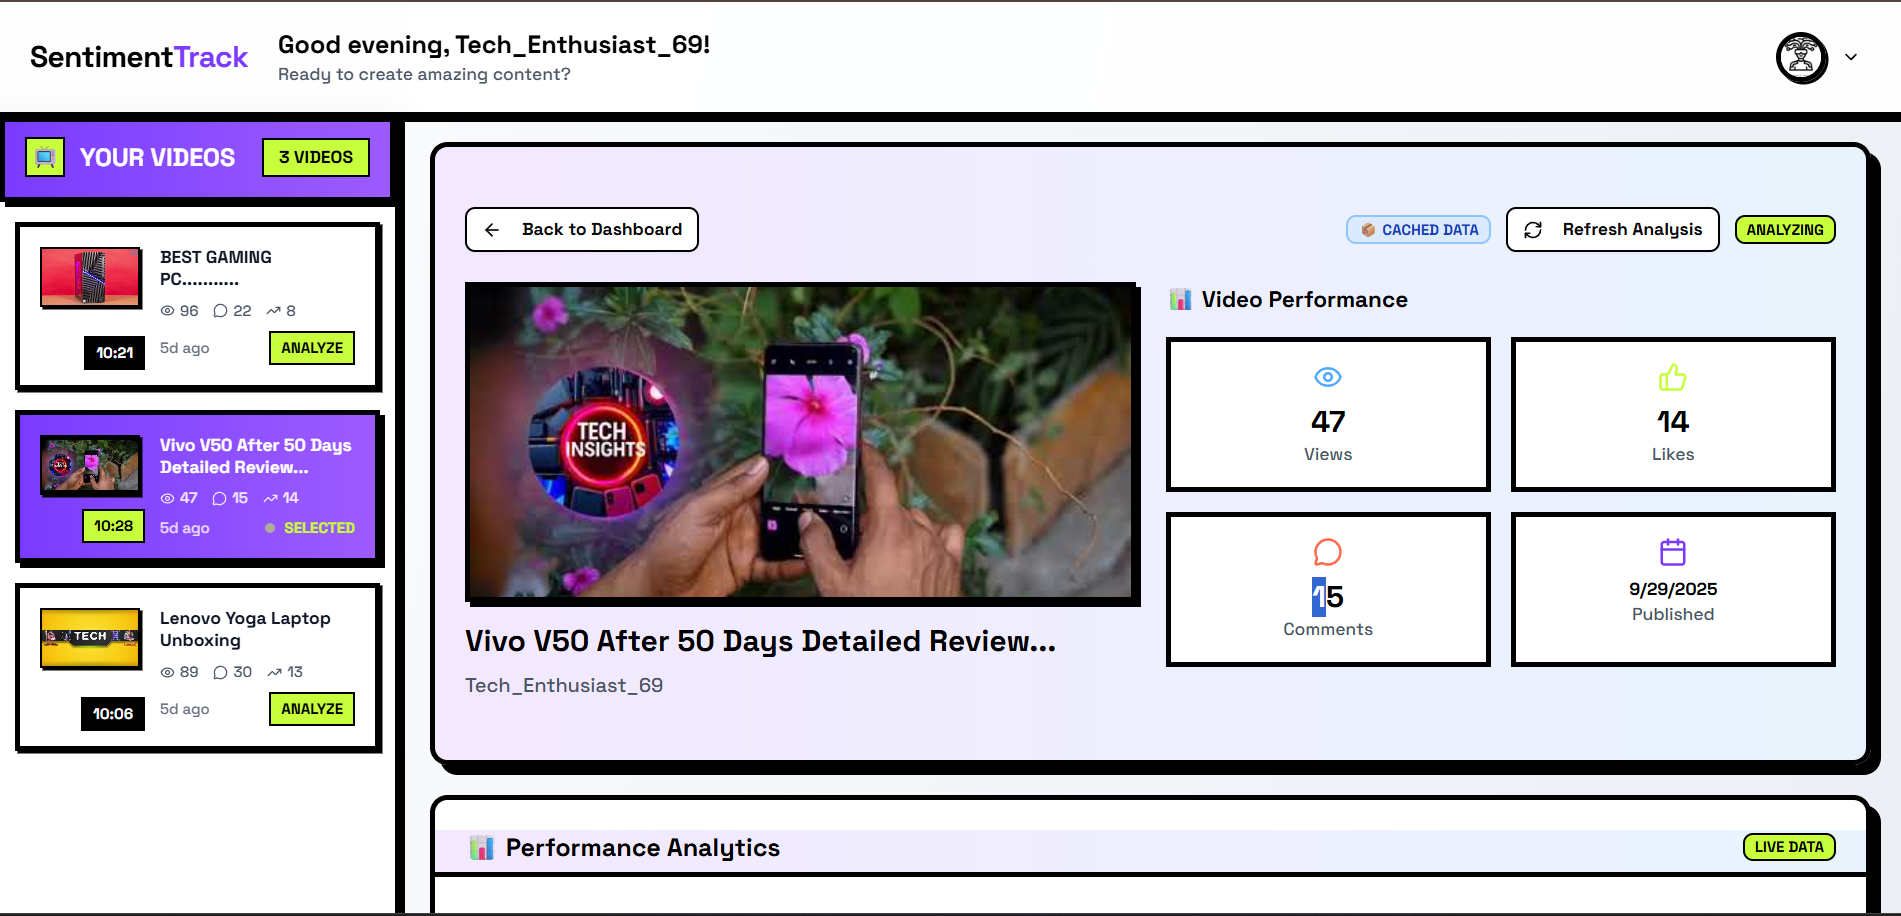 SentimentTrack
Good evening, Tech_Enthusiast_69!
Ready to create amazing content?
YOUR VIDEOS
3 VIDEOS
BEST GAMING
PC...........
96 22 8
10:21
5d ago
ANALYZE
Vivo V50 After 50 Days
Detailed Review...
47 15 14
10:28
5d ago
SELECTED
TECH
Lenovo Yoga Laptop
Unboxing
89 30 13
10:06
5d ago
ANALYZE
Back to Dashboard
CACHED DATA
Refresh Analysis
ANALYZING
TECH
INSIGHTS
Vivo V50 After 50 Days Detailed Review...
Tech_Enthusiast_69
Video Performance
47
Views
14
Likes
15
Comments
9/29/2025
Published
Performance Analytics
LIVE DATA